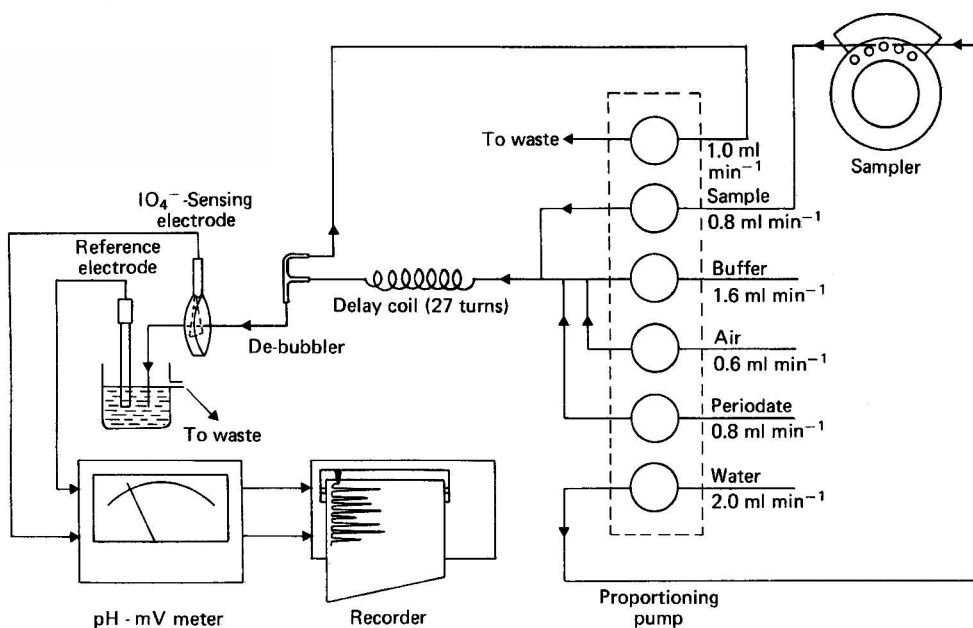 To waste
1.0 ml
min⁻¹
Sample
0.8 ml min⁻¹
Sampler
IO₄⁻-Sensing
electrode
Reference
electrode
Buffer
1.6 ml min⁻¹
Delay coil (27 turns)
De-bubbler
Air
0.6 ml min⁻¹
To waste
Periodate
0.8 ml min⁻¹
Water
2.0 ml min⁻¹
Proportioning
pump
pH - mV meter
Recorder